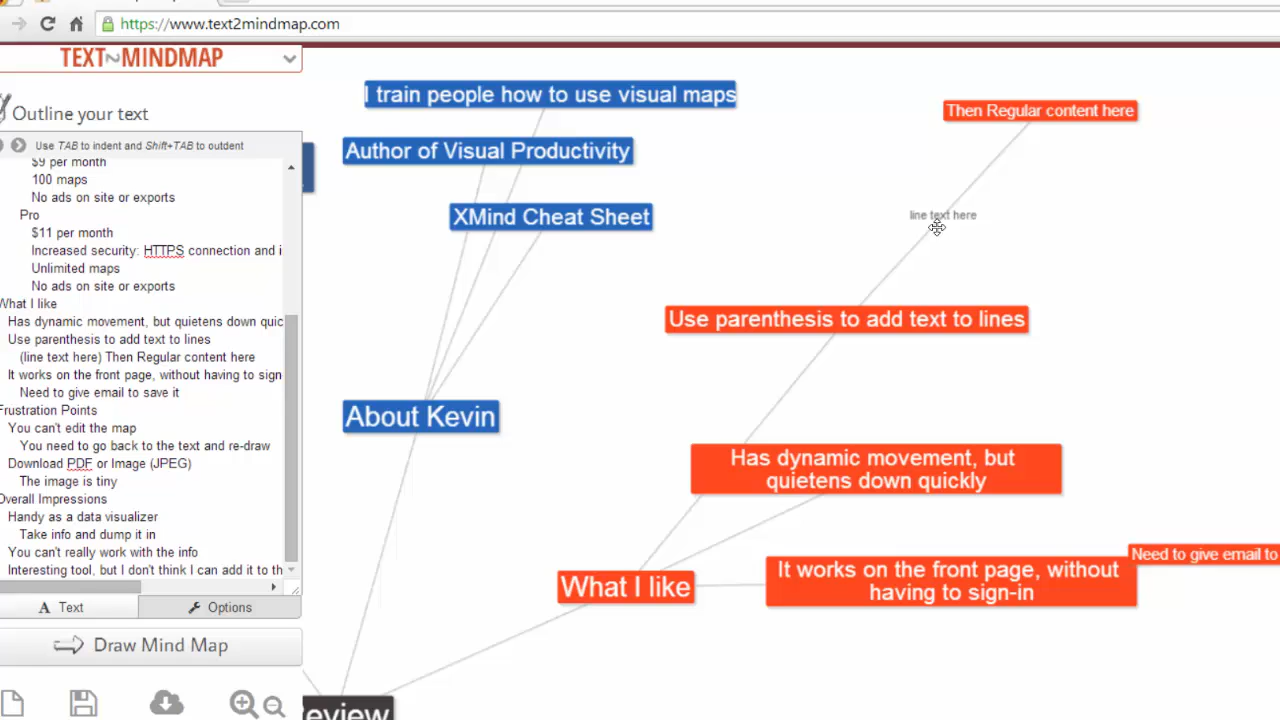 https://www.text2mindmap.com
TEXT2MINDMAP
Outline your text
Use TAB to indent and Shift+TAB to outdent
$9 per month
100 maps
No ads on site or exports
Pro
$11 per month
Increased security: HTTPS connection and i
Unlimited maps
No ads on site or exports
What I like
Has dynamic movement, but quietens down quic
Use parenthesis to add text to lines
(line text here) Then Regular content here
It works on the front page, without having to sign-
Need to give email to save it
Frustration Points
You can't edit the map
You need to go back to the text and re-draw
Download PDF or Image (JPEG)
The image is tiny
Overall Impressions
Handy as a data visualizer
Take info and dump it in
You can't really work with the info
Interesting tool, but I don't think I can add it to th
A Text
Options
Draw Mind Map
I train people how to use visual maps
Author of Visual Productivity
XMind Cheat Sheet
About Kevin
Then Regular content here
line text here
Use parenthesis to add text to lines
Has dynamic movement, but
quietens down quickly
What I like
It works on the front page, without
having to sign-in
Need to give email to
eview